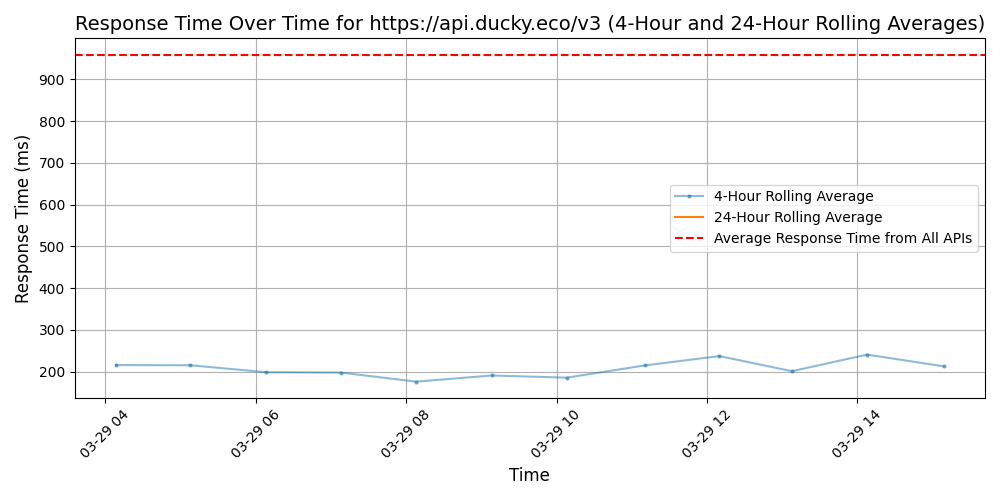 Response Time Over Time for https://api.ducky.eco/v3 (4-Hour and 24-Hour Rolling Averages)
Response Time (ms)
900
800
700
600
500
400
300
200
4-Hour Rolling Average
24-Hour Rolling Average
Average Response Time from All APIs
03-29 04
03-29 06
03-29 08
03-29 10
03-29 12
03-29 14
Time